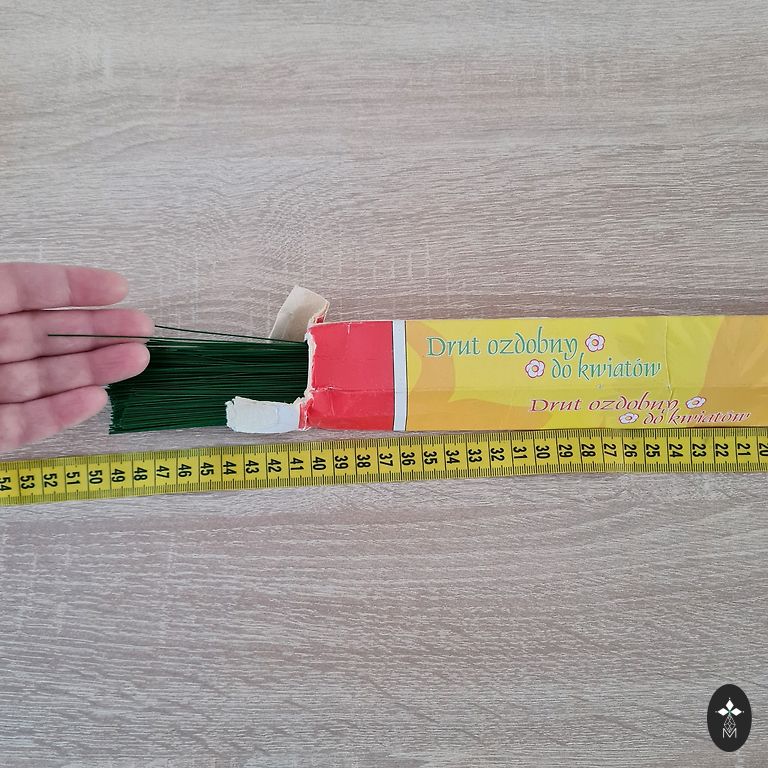 Drut ozdobny
do kwiatów
Drut ozdobny
do kwiatów
54 53 52 51 50 49 48 47 46 45 44 43 42 41 40 39 38 37 36 35 34 33 32 31 30 29 28 27 26 25 24 23 22 21 20
M